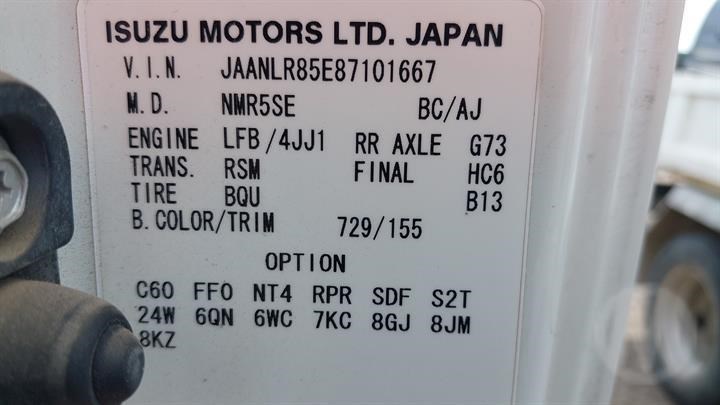 ISUZU MOTORS LTD. JAPAN
V.I.N. JAANLR85E87101667
M.D. NMR5SE BC/AJ
ENGINE LFB/4JJ1 RR AXLE G73
TRANS. RSM FINAL HC6
TIRE BQU B13
B.COLOR/TRIM 729/155
OPTION
C60 FF0 NT4 RPR SDF S2T
24W 6QN 6WC 7KC 8GJ 8JM
8KZ